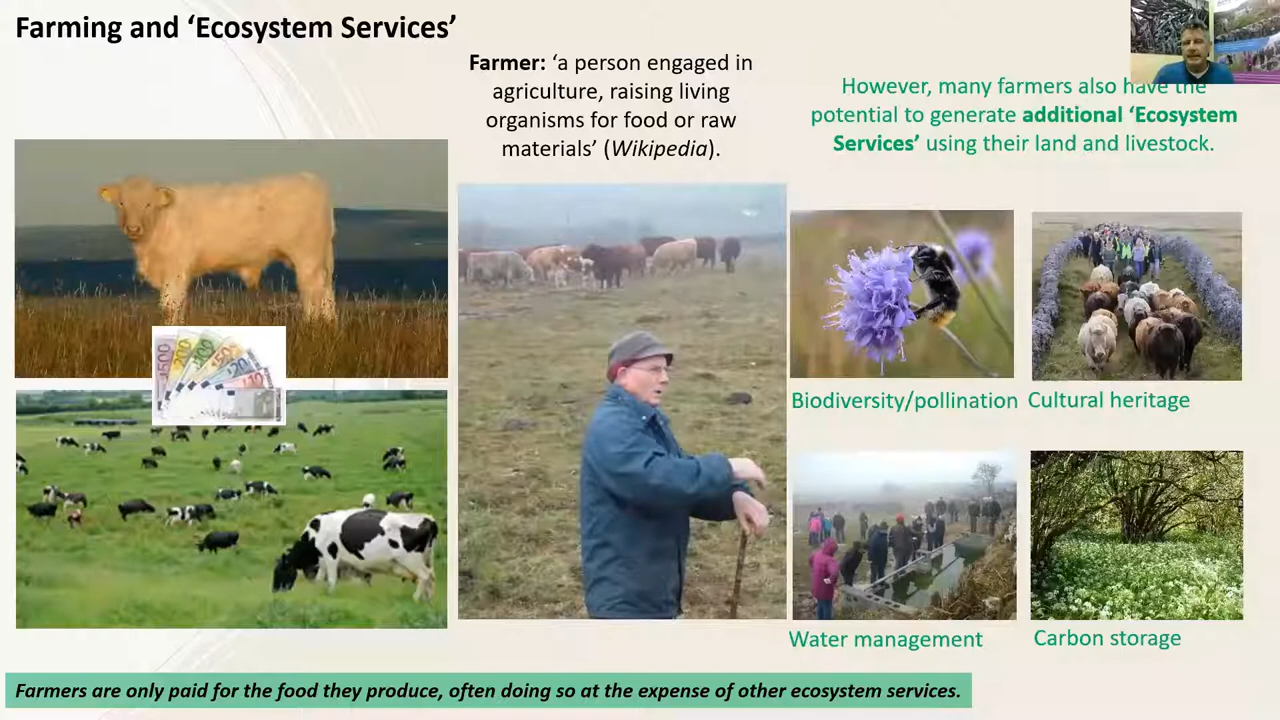 Farming and ‘Ecosystem Services’
Farmer: ‘a person engaged in
agriculture, raising living
organisms for food or raw
materials’ (Wikipedia).
However, many farmers also have the
potential to generate additional ‘Ecosystem
Services’ using their land and livestock.
500
200
100
Biodiversity/pollination
Cultural heritage
Water management
Carbon storage
Farmers are only paid for the food they produce, often doing so at the expense of other ecosystem services.